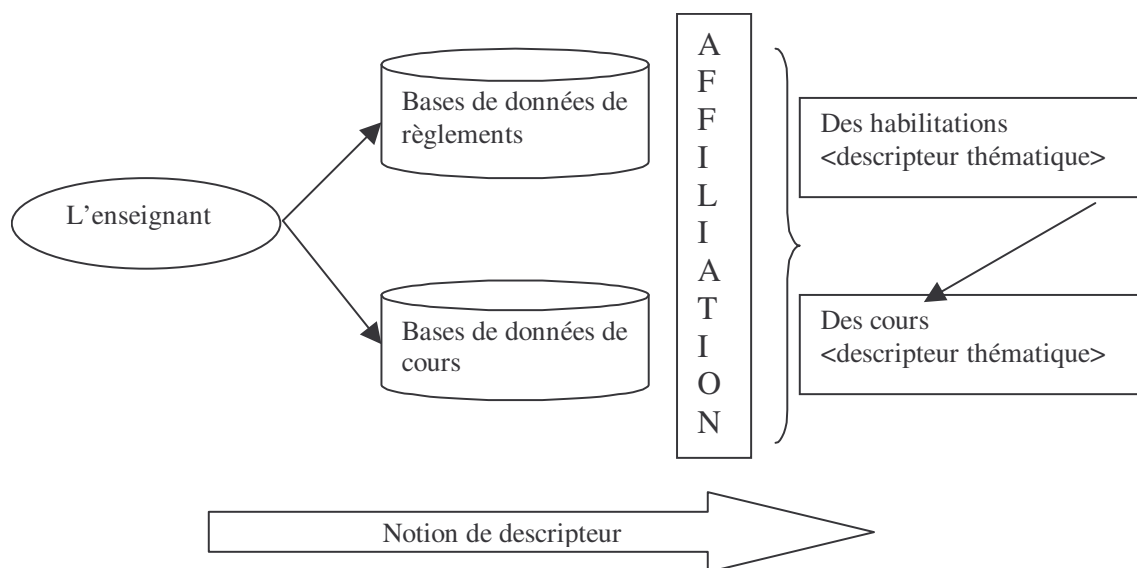 L'enseignant
Bases de données de
règlements
Bases de données de
cours
A
F
F
I
L
I
A
T
I
O
N
Des habilitations
<descripteur thématique>
Des cours
<descripteur thématique>
Notion de descripteur